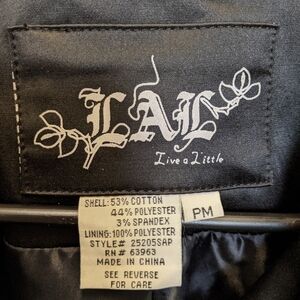 LAL
Live a Little
SHELL: 53% COTTON
44% POLYESTER
3% SPANDEX
LINING: 100% POLYESTER
STYLE# 25205SAP
RN# 63963
MADE IN CHINA
SEE REVERSE
FOR CARE
PM